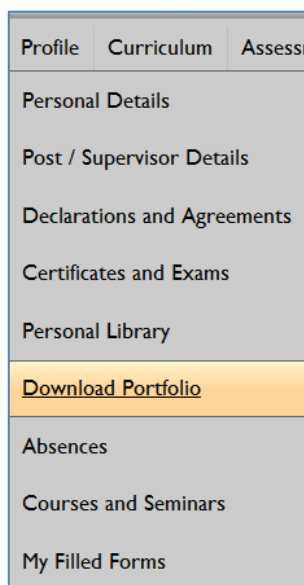 Profile Curriculum
Personal Details
Post / Supervisor Details
Declarations and Agreements
Certificates and Exams
Personal Library
Download Portfolio
Absences
Courses and Seminars
My Filled Forms